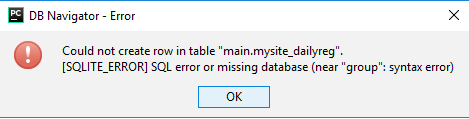 PC DB Navigator - Error
Could not create row in table "main.mysite_dailyreg".
[SQLITE_ERROR] SQL error or missing database (near "group": syntax error)
OK